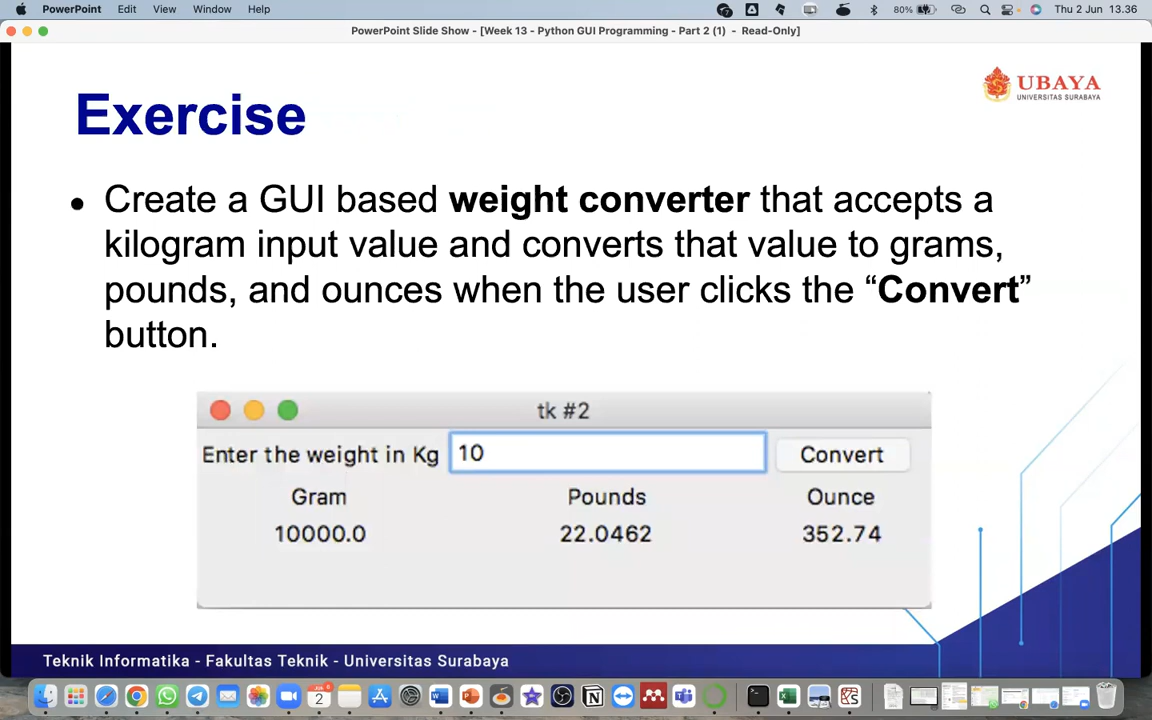 PowerPoint Edit View Window Help 80% Thu 2 Jun 13.36
PowerPoint Slide Show - [Week 13 - Python GUI Programming - Part 2 (1) - Read-Only]
UBAYA
UNIVERSITAS SURABAYA
Exercise
• Create a GUI based weight converter that accepts a
kilogram input value and converts that value to grams,
pounds, and ounces when the user clicks the “Convert”
button.
tk #2
Enter the weight in Kg 10 Convert
Gram Pounds Ounce
10000.0 22.0462 352.74
Teknik Informatika - Fakultas Teknik - Universitas Surabaya